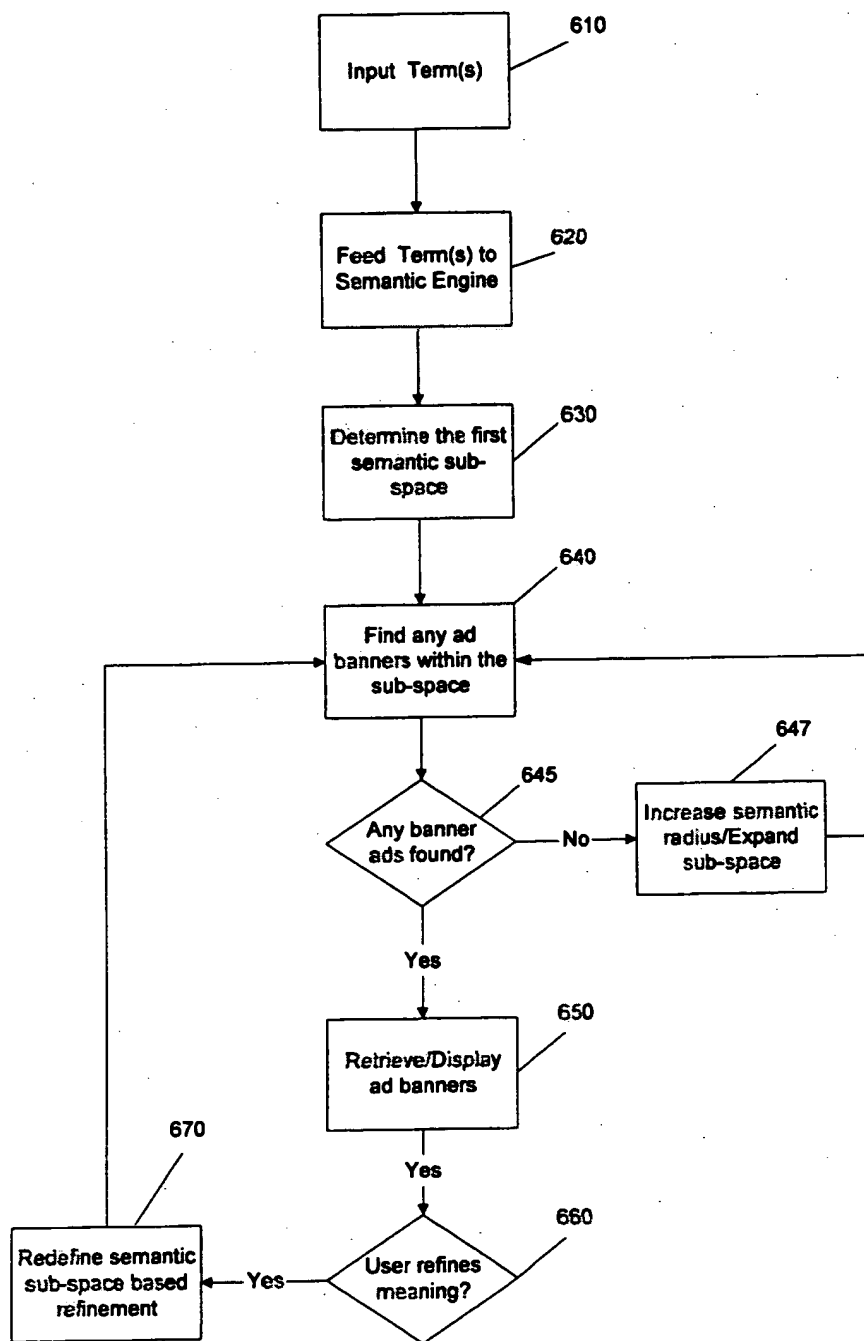 610
Input Term(s)
620
Feed Term(s) to
Semantic Engine
630
Determine the first
semantic sub-
space
640
Find any ad
banners within the
sub-space
645
Any banner
ads found?
No
647
Increase semantic
radius/Expand
sub-space
Yes
650
Retrieve/Display
ad banners
Yes
660
User refines
meaning?
Yes
670
Redefine semantic
sub-space based
refinement